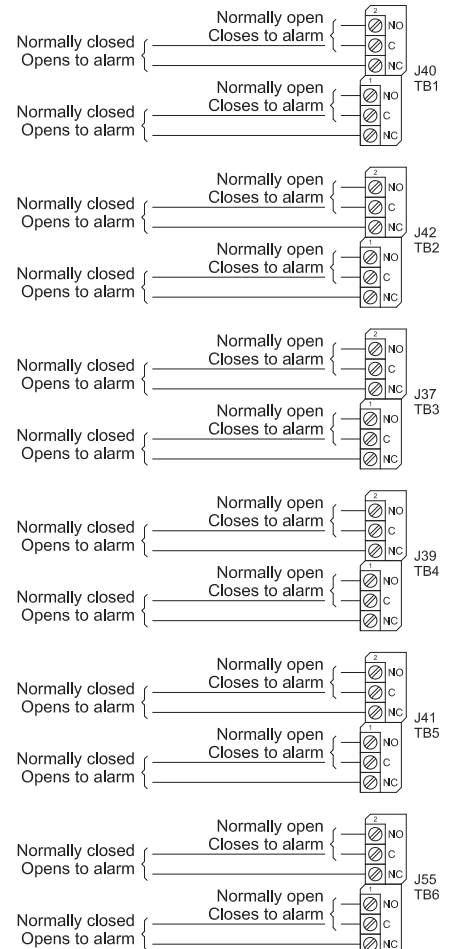 2
Normally open
Closes to alarm
NO
Normally closed
Opens to alarm
C
NC
J40
TB1
1
Normally open
Closes to alarm
NO
Normally closed
Opens to alarm
C
NC
2
Normally open
Closes to alarm
NO
Normally closed
Opens to alarm
C
NC
J42
TB2
1
Normally open
Closes to alarm
NO
Normally closed
Opens to alarm
C
NC
2
Normally open
Closes to alarm
NO
Normally closed
Opens to alarm
C
NC
J37
TB3
1
Normally open
Closes to alarm
NO
Normally closed
Opens to alarm
C
NC
2
Normally open
Closes to alarm
NO
Normally closed
Opens to alarm
C
NC
J39
TB4
1
Normally open
Closes to alarm
NO
Normally closed
Opens to alarm
C
NC
2
Normally open
Closes to alarm
NO
Normally closed
Opens to alarm
C
NC
J41
TB5
1
Normally open
Closes to alarm
NO
Normally closed
Opens to alarm
C
NC
2
Normally open
Closes to alarm
NO
Normally closed
Opens to alarm
C
NC
J55
TB6
1
Normally open
Closes to alarm
NO
Normally closed
Opens to alarm
C
NC